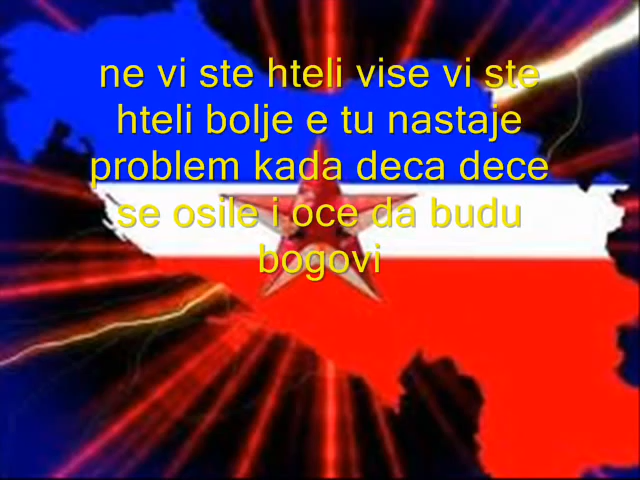 ne vi ste hteli vise vi ste
hteli bolje e tu nastaje
problem kada deca dece
se osile i oce da budu
bogovi